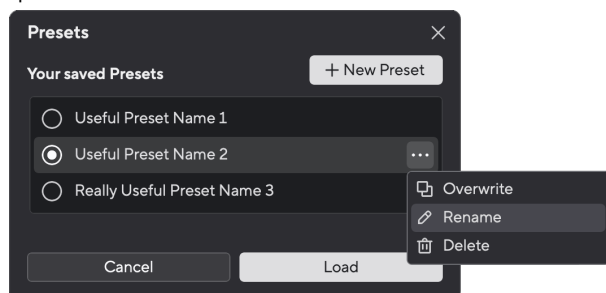 Presets
Your saved Presets
+ New Preset
Useful Preset Name 1
Useful Preset Name 2
Really Useful Preset Name 3
Overwrite
Rename
Delete
Cancel
Load